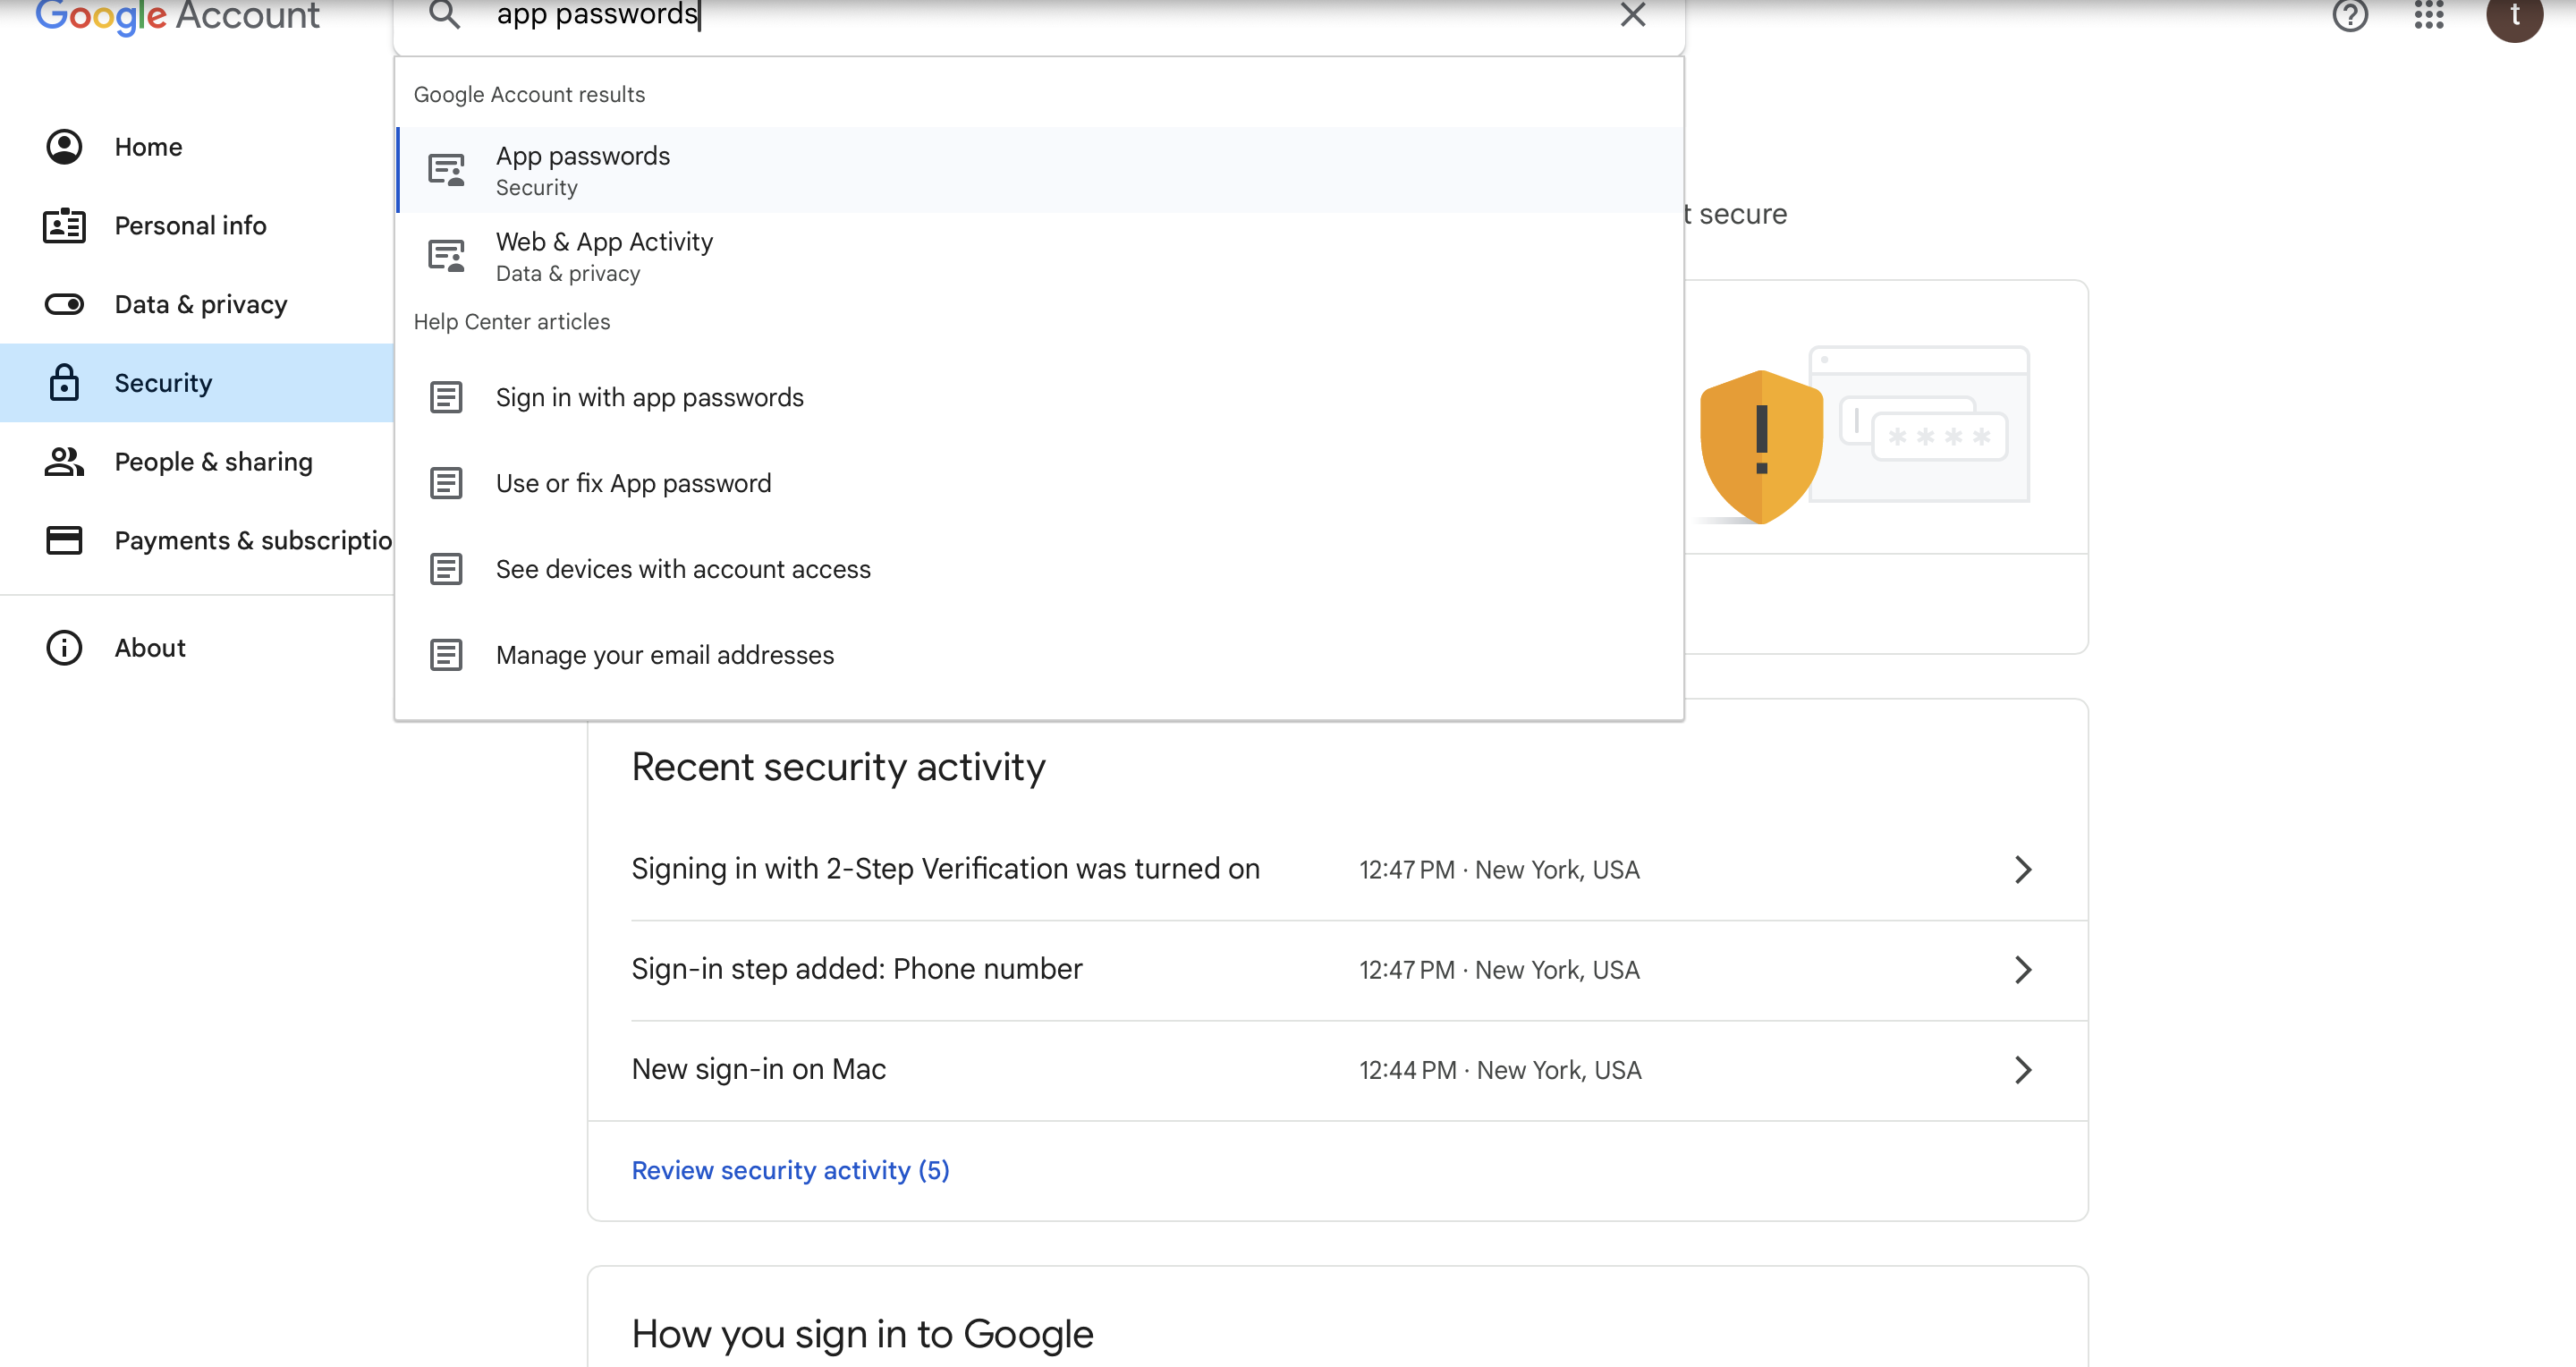 Google Account
app passwords
t
Google Account results
App passwords
Security
Web & App Activity
Data & privacy
Help Center articles
Sign in with app passwords
Use or fix App password
See devices with account access
Manage your email addresses
Home
Personal info
Data & privacy
Security
People & sharing
Payments & subscriptio
About
t secure
Recent security activity
Signing in with 2-Step Verification was turned on 12:47 PM · New York, USA
Sign-in step added: Phone number 12:47 PM · New York, USA
New sign-in on Mac 12:44 PM · New York, USA
Review security activity (5)
How you sign in to Google